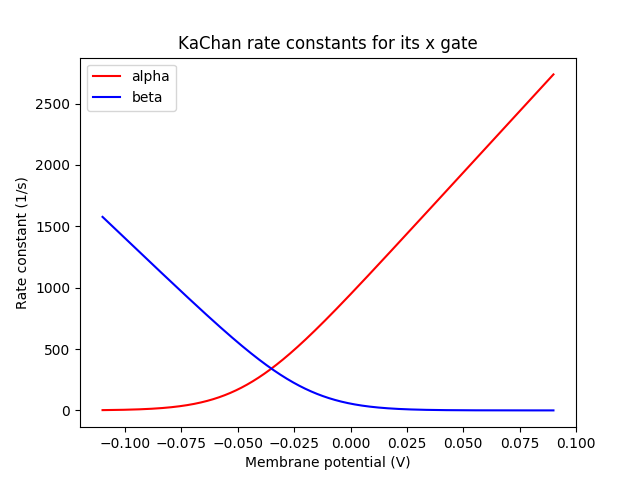 KaChan rate constants for its x gate
alpha
beta
Rate constant (1/s)
2500
2000
1500
1000
500
0
−0.100 −0.075 −0.050 −0.025 0.000 0.025 0.050 0.075 0.100
Membrane potential (V)